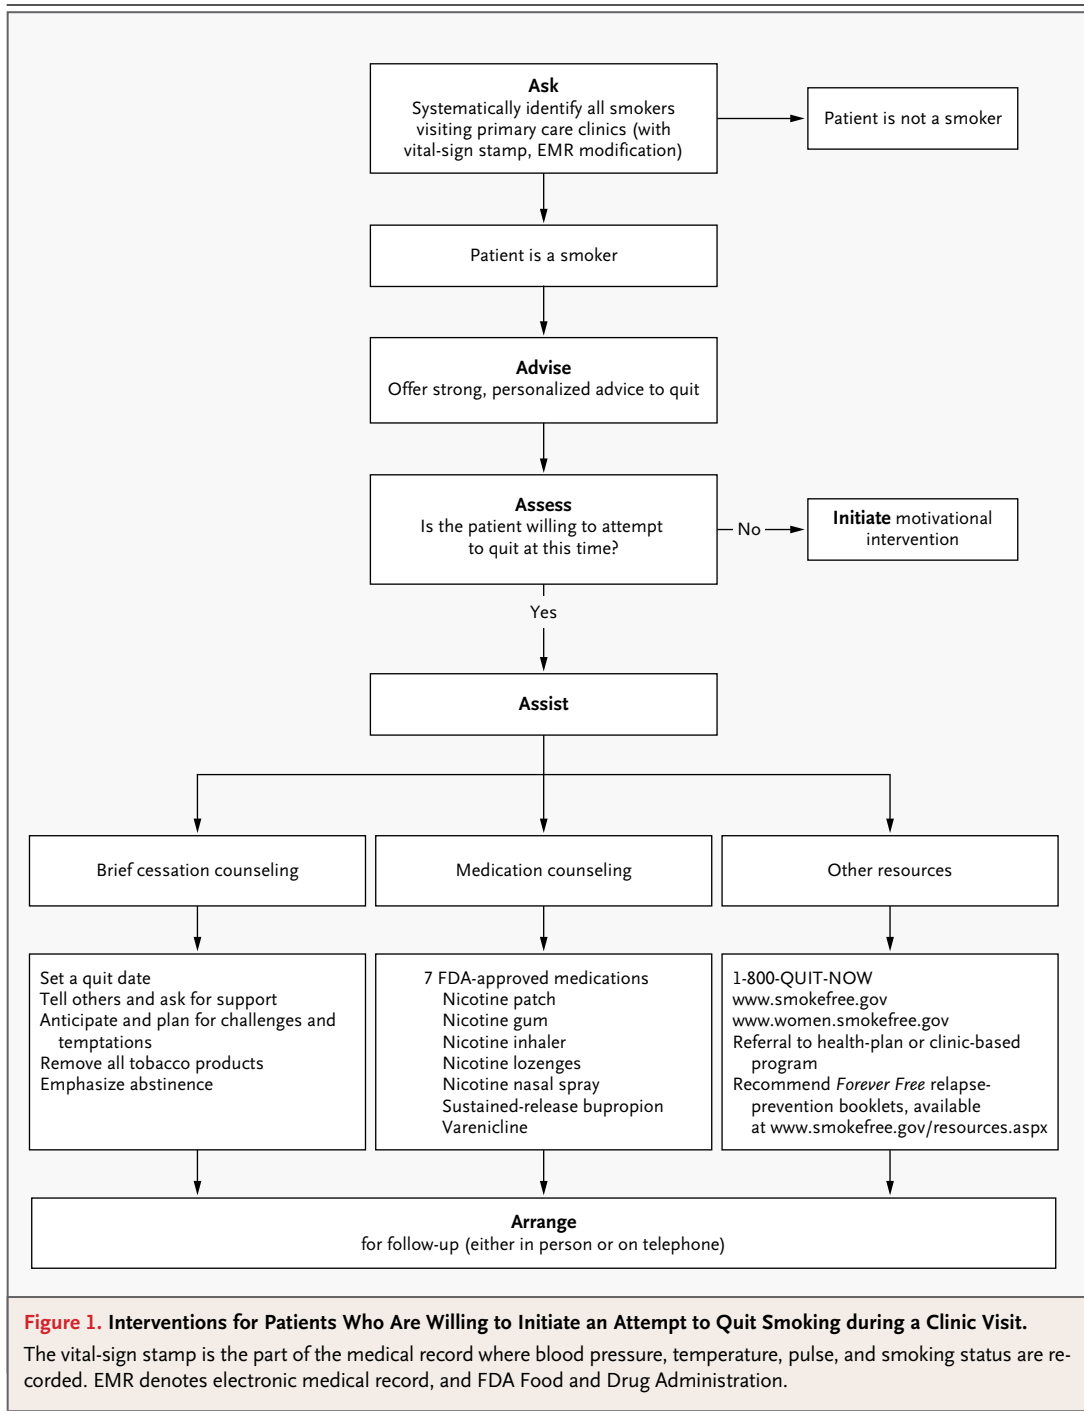 Ask
Systematically identify all smokers
visiting primary care clinics (with
vital-sign stamp, EMR modification)
Patient is not a smoker
Patient is a smoker
Advise
Offer strong, personalized advice to quit
Assess
Is the patient willing to attempt
to quit at this time?
No
Initiate motivational
intervention
Yes
Assist
Brief cessation counseling
Medication counseling
Other resources
Set a quit date
Tell others and ask for support
Anticipate and plan for challenges and
temptations
Remove all tobacco products
Emphasize abstinence
7 FDA-approved medications
Nicotine patch
Nicotine gum
Nicotine inhaler
Nicotine lozenges
Nicotine nasal spray
Sustained-release bupropion
Varenicline
1-800-QUIT-NOW
www.smokefree.gov
www.women.smokefree.gov
Referral to health-plan or clinic-based
program
Recommend Forever Free relapse-
prevention booklets, available
at www.smokefree.gov/resources.aspx
Arrange
for follow-up (either in person or on telephone)
Figure 1. Interventions for Patients Who Are Willing to Initiate an Attempt to Quit Smoking during a Clinic Visit.
The vital-sign stamp is the part of the medical record where blood pressure, temperature, pulse, and smoking status are re-
corded. EMR denotes electronic medical record, and FDA Food and Drug Administration.